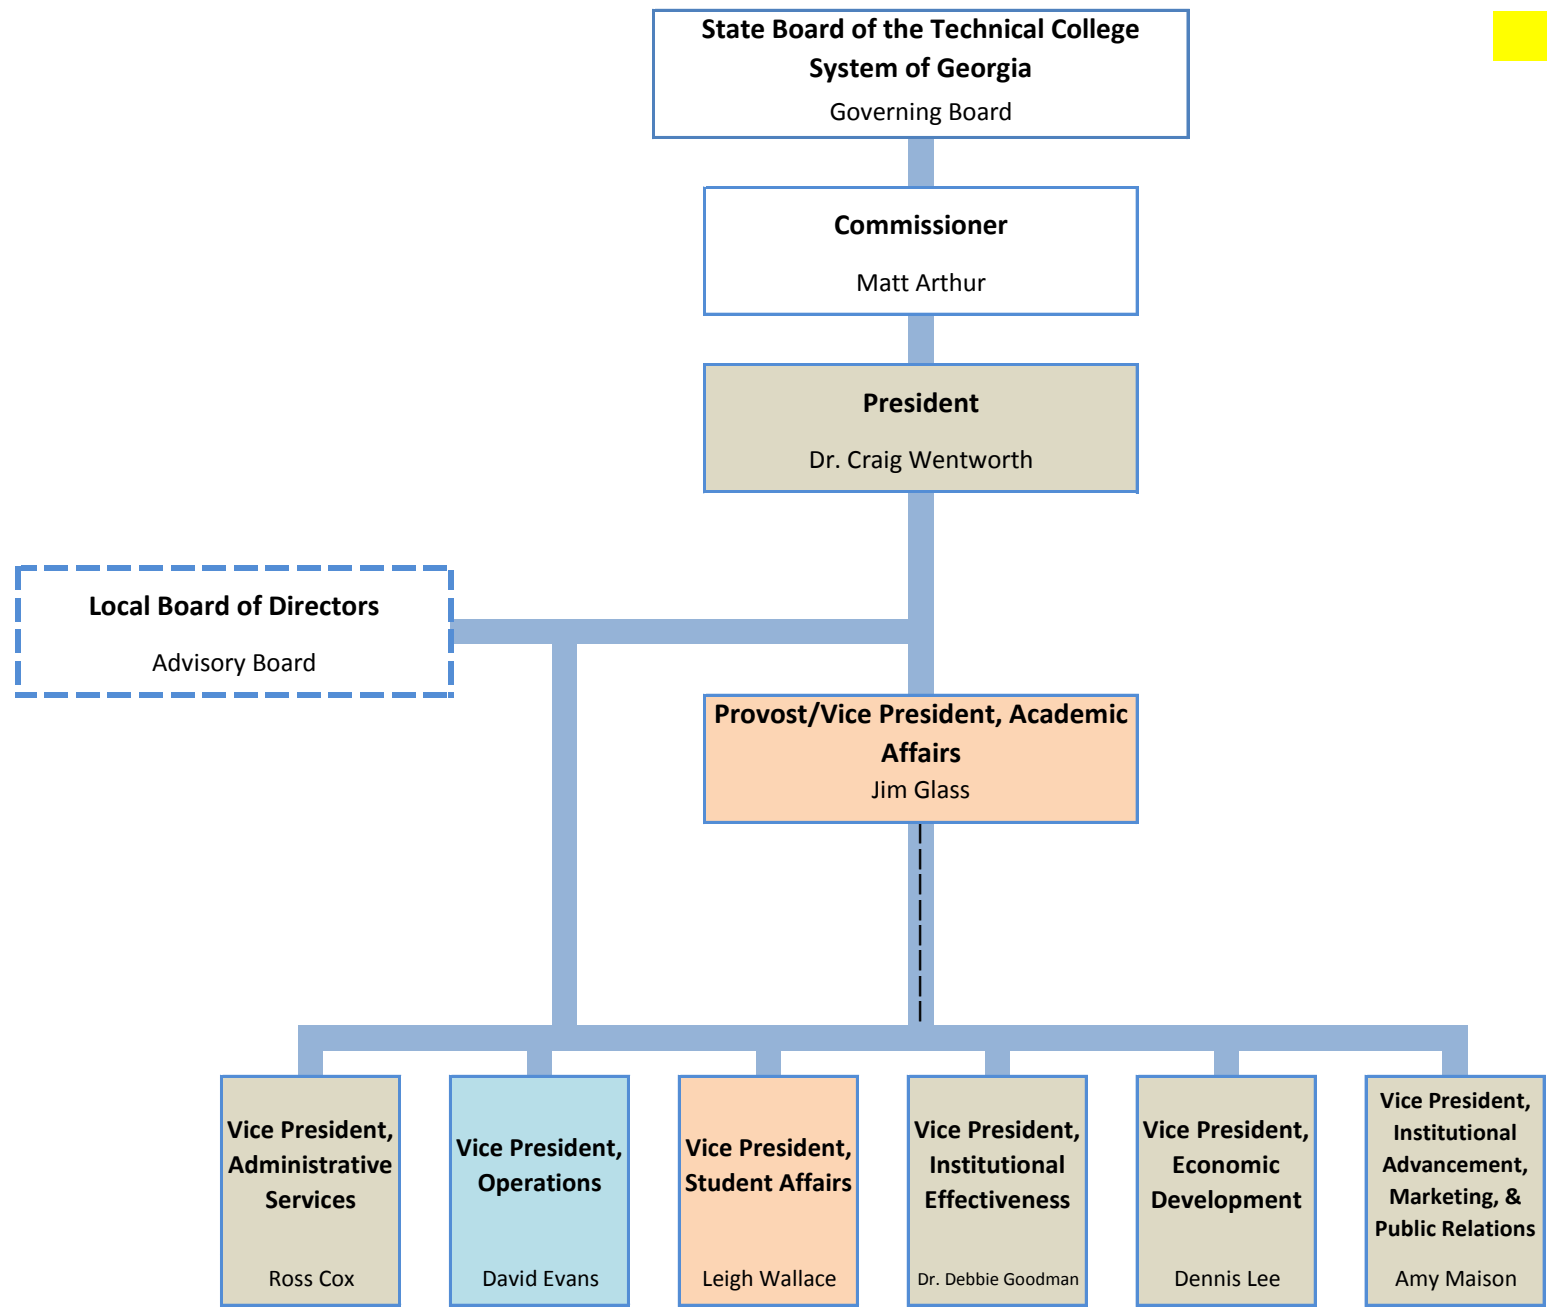 State Board of the Technical College
System of Georgia
Governing Board
Commissioner
Matt Arthur
President
Dr. Craig Wentworth
Local Board of Directors
Advisory Board
Provost/Vice President, Academic
Affairs
Jim Glass
Vice President,
Administrative
Services
Ross Cox
Vice President,
Operations
David Evans
Vice President,
Student Affairs
Leigh Wallace
Vice President,
Institutional
Effectiveness
Dr. Debbie Goodman
Vice President,
Economic
Development
Dennis Lee
Vice President,
Institutional
Advancement,
Marketing, &
Public Relations
Amy Maison